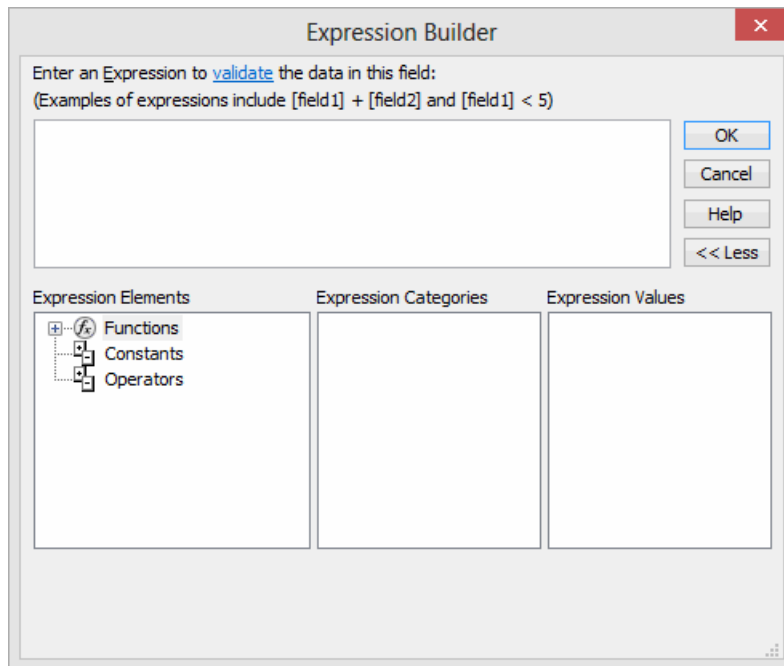 Expression Builder
Enter an Expression to validate the data in this field:
(Examples of expressions include [field1] + [field2] and [field1] < 5)
OK
Cancel
Help
<< Less
Expression Elements
Expression Categories
Expression Values
Functions
Constants
Operators